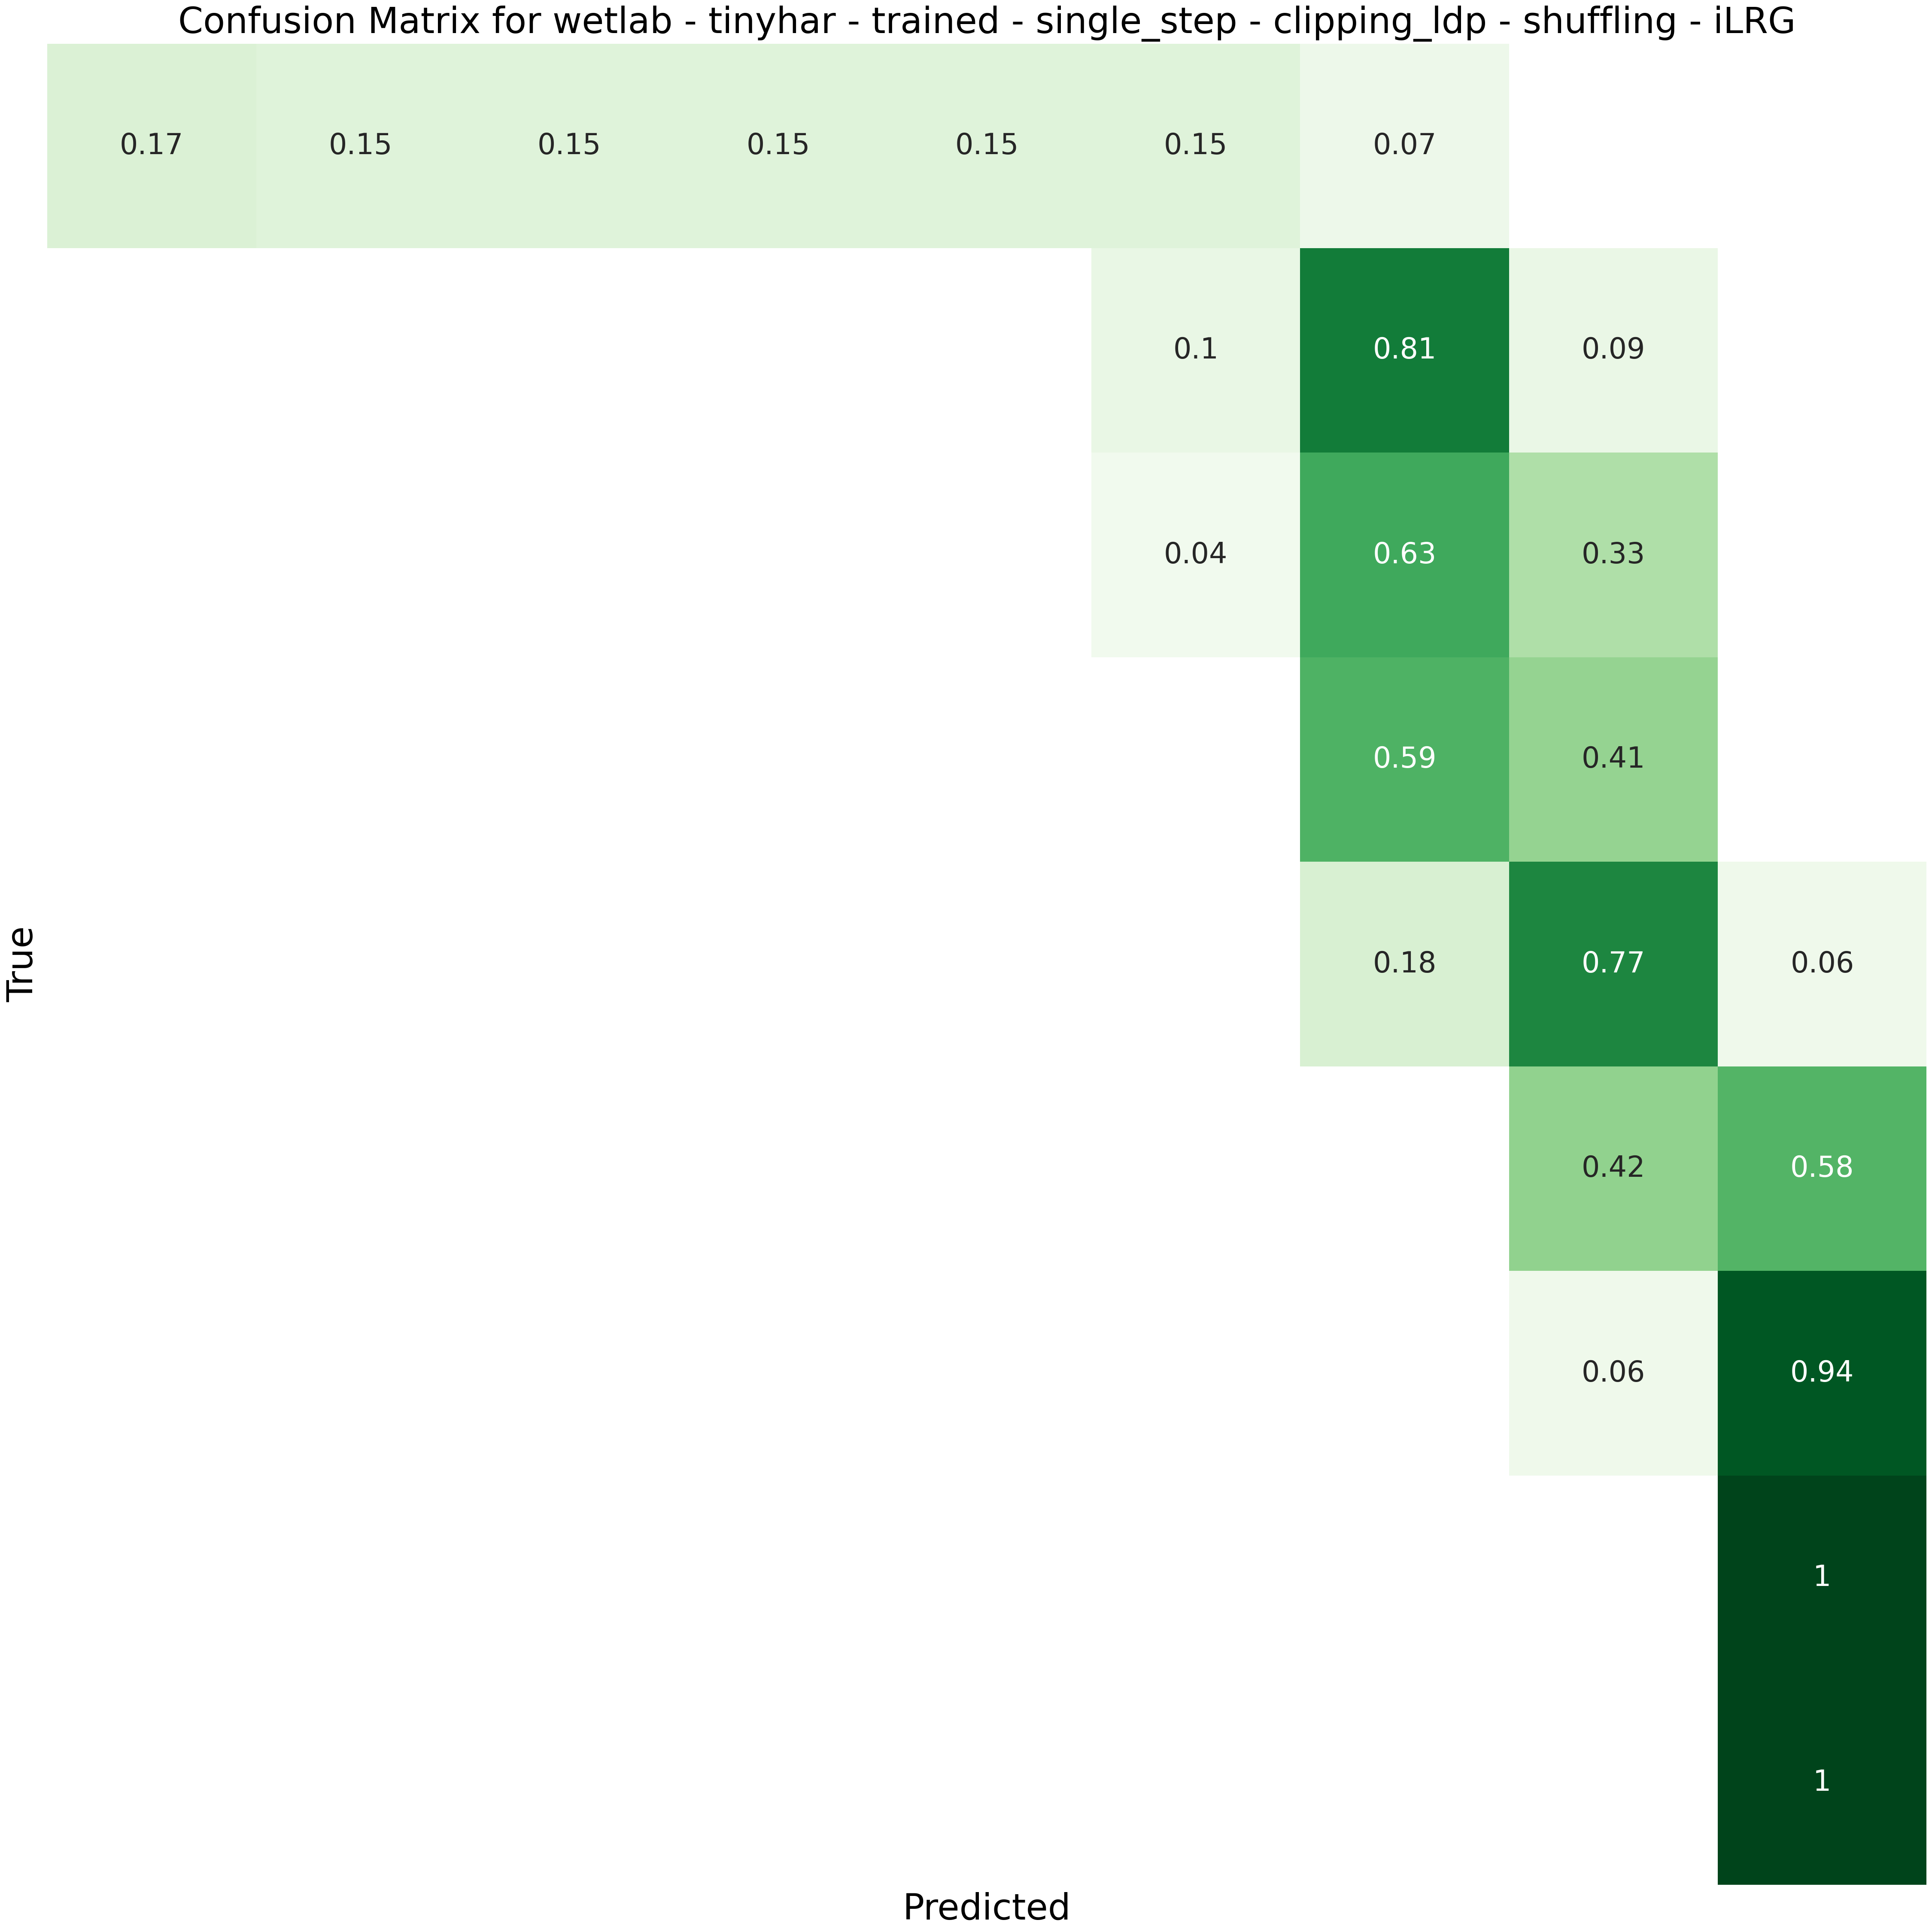 Confusion Matrix for wetlab - tinyhar - trained - single_step - clipping_ldp - shuffling - iLRG
0.17 0.15 0.15 0.15 0.15 0.15 0.07
0.1 0.81 0.09
0.04 0.63 0.33
0.59 0.41
0.18 0.77 0.06
True
0.42 0.58
0.06 0.94
1
1
Predicted